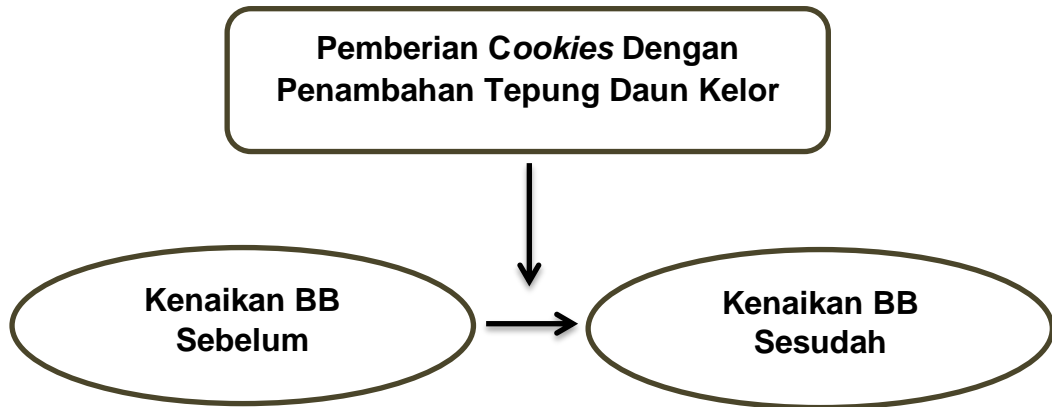 Pemberian Cookies Dengan
Penambahan Tepung Daun Kelor
Kenaikan BB
Sebelum
Kenaikan BB
Sesudah